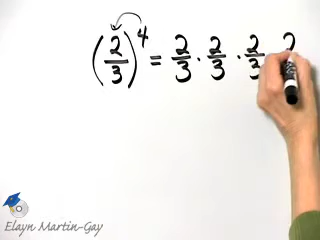 (2/3)^4 = 2/3 · 2/3 · 2/3 2
Elayn Martin-Gay